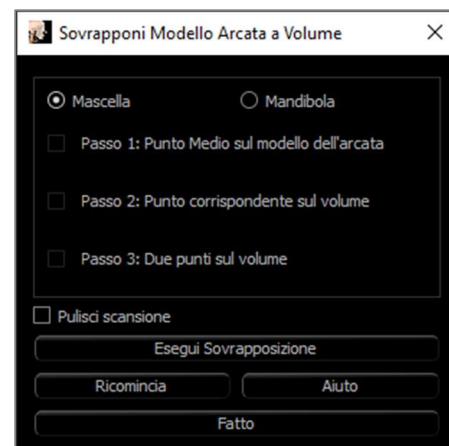 Sovrapponi Modello Arcata a Volume
Mascella
Mandibola
Passo 1: Punto Medio sul modello dell'arcata
Passo 2: Punto corrispondente sul volume
Passo 3: Due punti sul volume
Pulisci scansione
Esegui Sovrapposizione
Ricomincia
Aiuto
Fatto